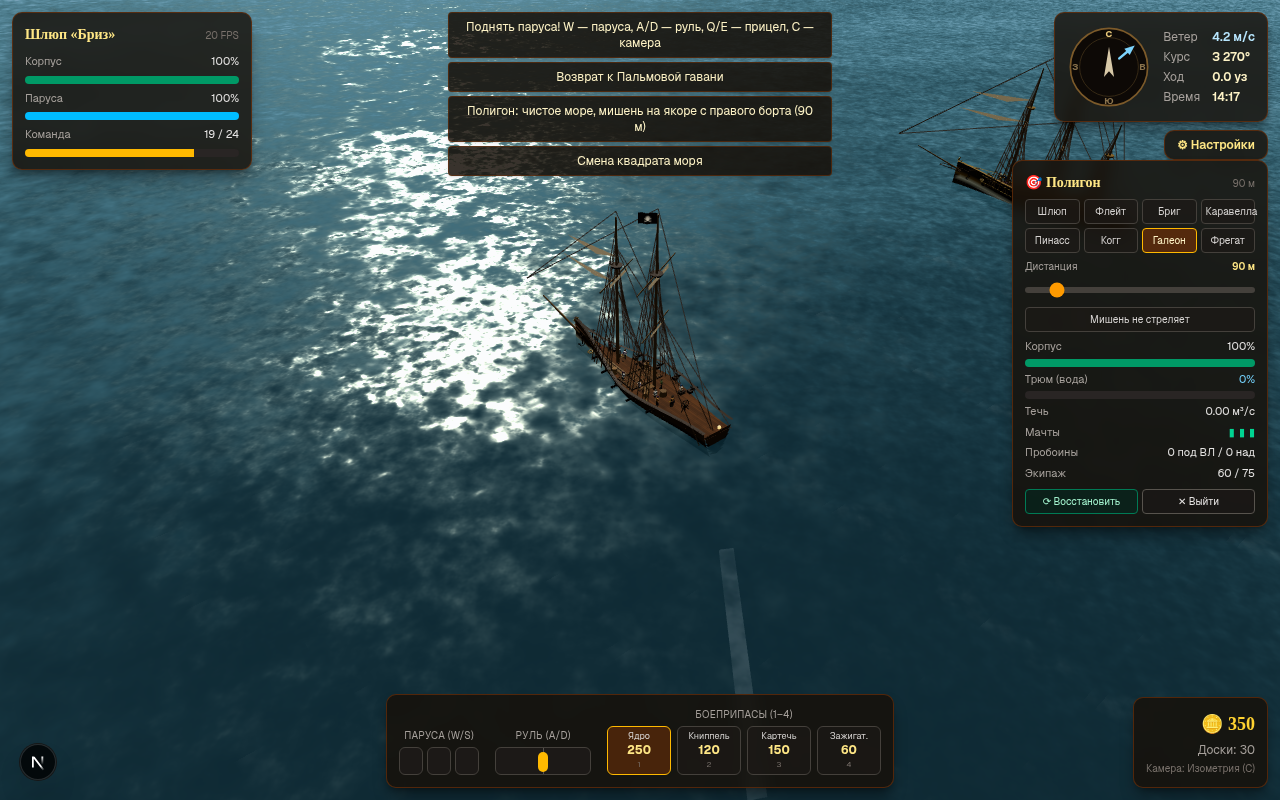 Шлюп «Бриз»
20 FPS
Корпус
100%
Паруса
100%
Команда
19 / 24
Поднять паруса! W — паруса, A/D — руль, Q/E — прицел, C —
камера
Возврат к Пальмовой гавани
Полигон: чистое море, мишень на якоре с правого борта (90
м)
Смена квадрата моря
С
З
В
Ю
Ветер
4.2 м/с
Курс
З 270°
Ход
0.0 уз
Время
14:17
⚙ Настройки
🎯 Полигон
90 м
Шлюп
Флейт
Бриг
Каравелла
Пинасс
Когг
Галеон
Фрегат
Дистанция
90 м
Мишень не стреляет
Корпус
100%
Трюм (вода)
0%
Течь
0.00 м³/с
Мачты
Пробоины
0 под ВЛ / 0 над
Экипаж
60 / 75
⟳ Восстановить
✕ Выйти
ПАРУСА (W/S)
РУЛЬ (A/D)
БОЕПРИПАСЫ (1–4)
Ядро
250
1
Книппель
120
2
Картечь
150
3
Зажигат.
60
4
N
🪙 350
Доски: 30
Камера: Изометрия (C)